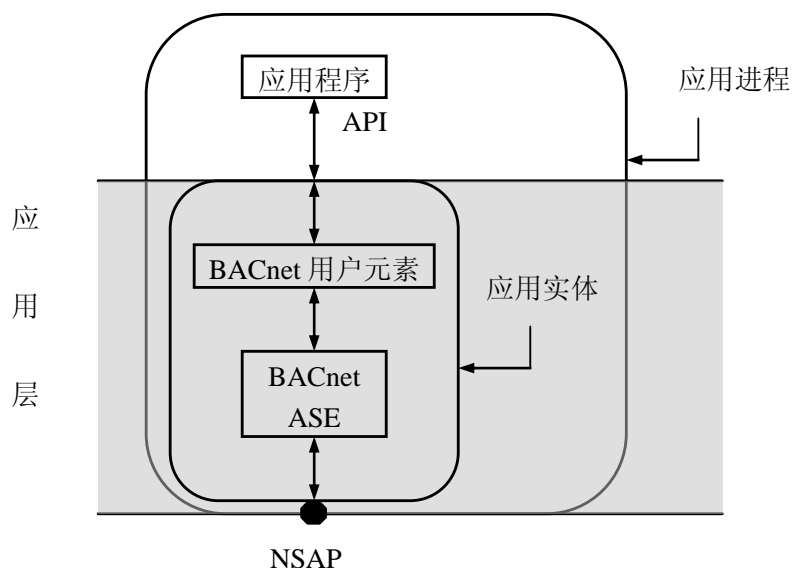 应用程序
API
应用进程
应
用
层
BACnet 用户元素
应用实体
BACnet
ASE
NSAP